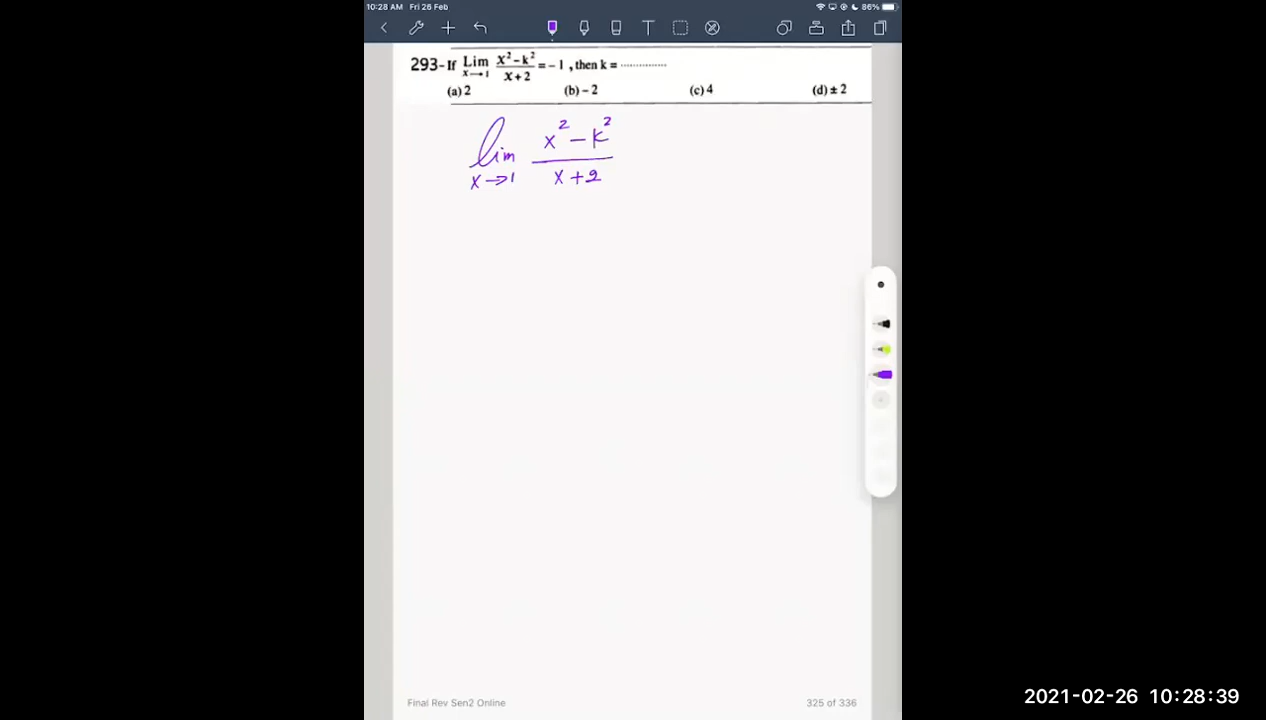 10:28 AM Fri 26 Feb 86%
293- If Lim x→1 x²-k²/x+2 = -1 , then k = ..............
(a) 2 (b) - 2 (c) 4 (d) ± 2
lim x→1 x²-k²/x+2
Final Rev Sen2 Online 325 of 336
2021-02-26 10:28:39